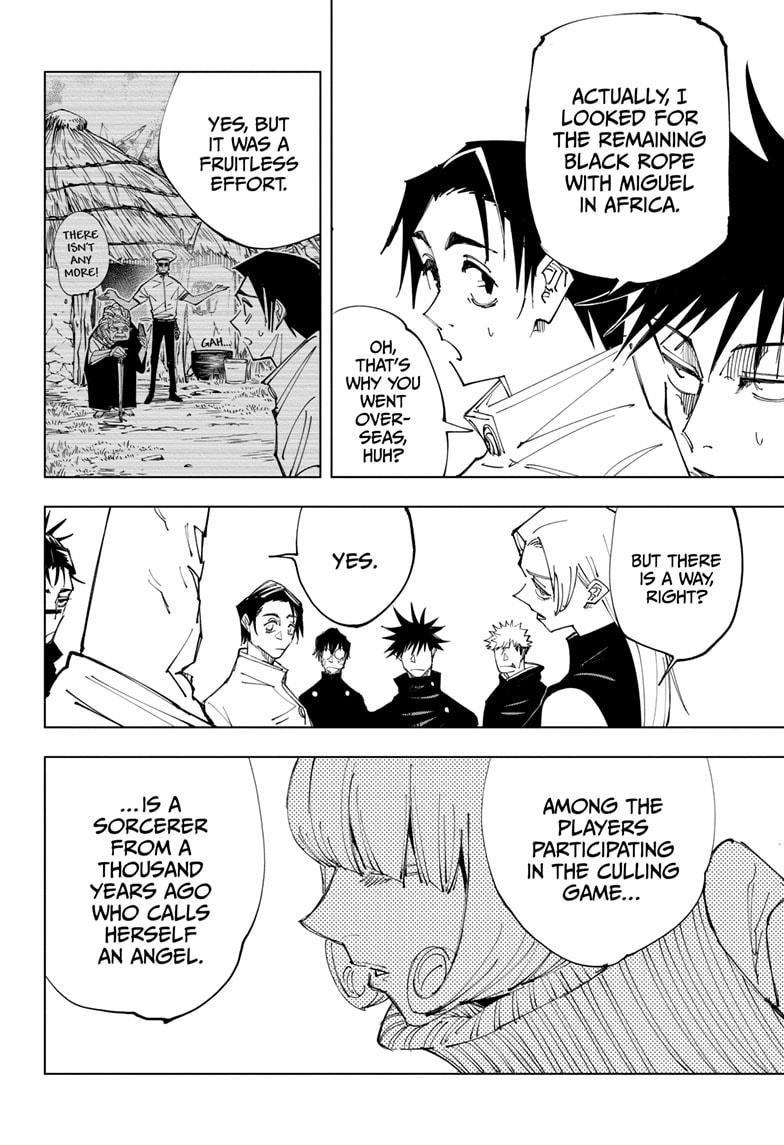 ACTUALLY, I
LOOKED FOR
THE REMAINING
BLACK ROPE
WITH MIGUEL
IN AFRICA.
OH,
THAT'S
WHY YOU
WENT
OVER-
SEAS,
HUH?
YES, BUT
IT WAS A
FRUITLESS
EFFORT.
THERE
ISN'T
ANY
MORE!
GAH...
BUT THERE
IS A WAY,
RIGHT?
YES.
AMONG THE
PLAYERS
PARTICIPATING
IN THE CULLING
GAME...
...IS A
SORCERER
FROM A
THOUSAND
YEARS AGO
WHO CALLS
HERSELF
AN ANGEL.